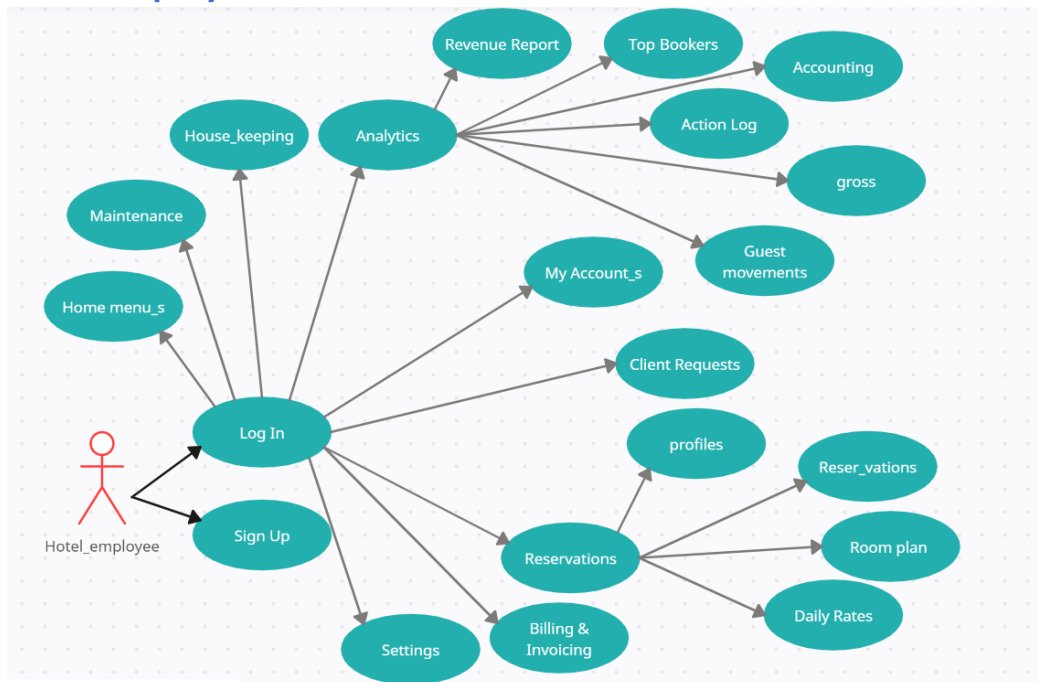 Revenue Report
Top Bookers
Accounting
House_keeping
Analytics
Action Log
gross
Maintenance
Guest
movements
My Account_s
Home menu_s
Client Requests
Log In
profiles
Reser_vations
Hotel_employee
Sign Up
Reservations
Room plan
Daily Rates
Billing &
Invoicing
Settings